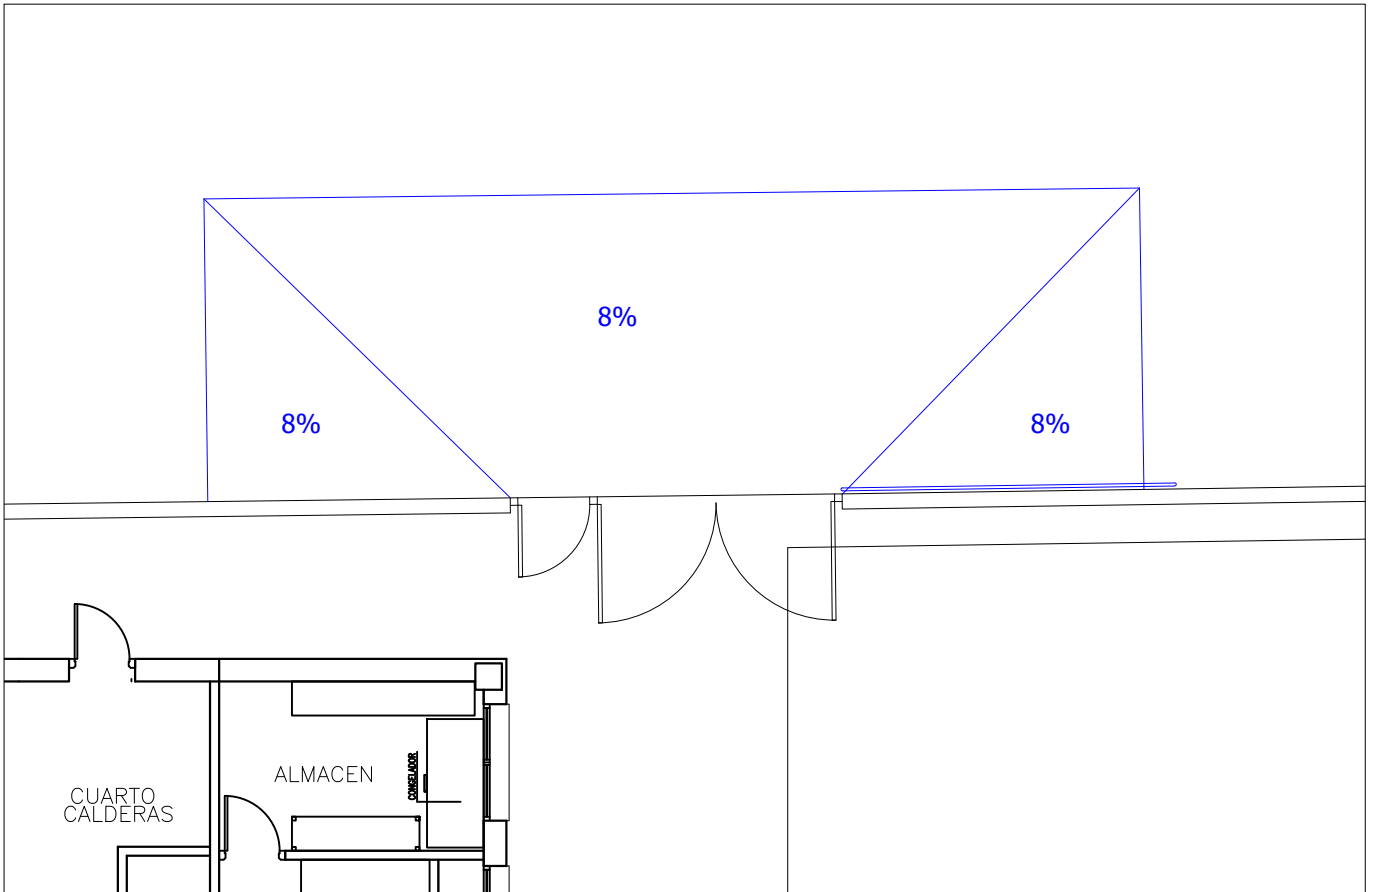 8%
8%
8%
CONGELADOR
ALMACEN
CUARTO
CALDERAS